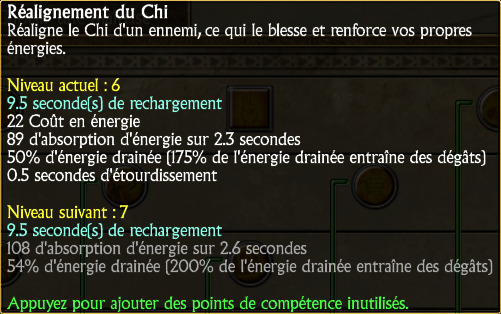 Réalignement du Chi
Réaligne le Chi d'un ennemi, ce qui le blesse et renforce vos propres
énergies.
Niveau actuel : 6
9.5 seconde(s) de rechargement
22 Coût en énergie
89 d'absorption d'énergie sur 2.3 secondes
50% d'énergie drainée (175% de l'énergie drainée entraîne des dégâts)
0.5 secondes d'étourdissement
Niveau suivant : 7
9.5 seconde(s) de rechargement
108 d'absorption d'énergie sur 2.6 secondes
54% d'énergie drainée (200% de l'énergie drainée entraîne des dégâts)
Appuyez pour ajouter des points de compétence inutilisés.